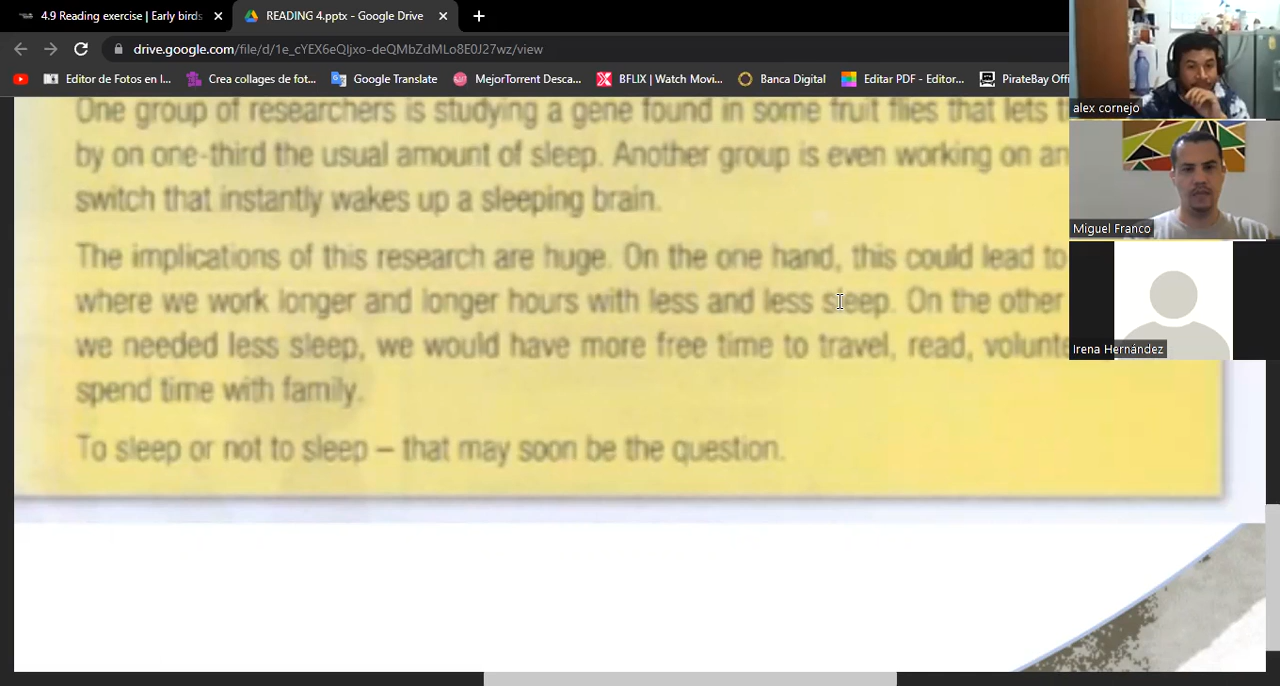 4.9 Reading exercise | Early birds
READING 4.pptx - Google Drive
drive.google.com/file/d/1e_cYEX6eQIjxo-deQMbZdMLo8E0J27wz/view
Editor de Fotos en l...
Crea collages de fot...
Google Translate
MejorTorrent Desca...
BFLIX | Watch Movi...
Banca Digital
Editar PDF - Editor...
PirateBay Offi
alex cornejo
Miguel Franco
Irena Hernández
One group of researchers is studying a gene found in some fruit flies that lets
by on one-third the usual amount of sleep. Another group is even working on an
switch that instantly wakes up a sleeping brain.
The implications of this research are huge. On the one hand, this could lead to
where we work longer and longer hours with less and less sleep. On the other
we needed less sleep, we would have more free time to travel, read, volunte
spend time with family.
To sleep or not to sleep – that may soon be the question.